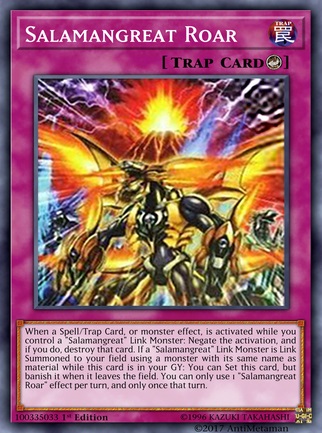 SALAMANGREAT ROAR
TRAP
罠
[TRAP CARD]
When a Spell/Trap Card, or monster effect, is activated while you
control a "Salamangreat" Link Monster: Negate the activation, and
if you do, destroy that card. If a "Salamangreat" Link Monster is Link
Summoned to your field using a monster with its same name as
material while this card is in your GY: You can Set this card, but
banish it when it leaves the field. You can only use 1 "Salamangreat
Roar" effect per turn, and only once that turn.
100335033 1st Edition
©1996 KAZUKI TAKAHASHI
©2017 AntiMetaman